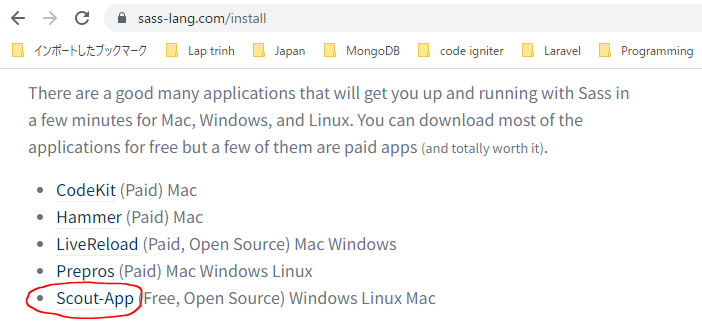 sass-lang.com/install
インポートしたブックマーク Lap trinh Japan MongoDB code igniter Laravel Programming
There are a good many applications that will get you up and running with Sass in
a few minutes for Mac, Windows, and Linux. You can download most of the
applications for free but a few of them are paid apps (and totally worth it).
• CodeKit (Paid) Mac
• Hammer (Paid) Mac
• LiveReload (Paid, Open Source) Mac Windows
• Prepros (Paid) Mac Windows Linux
• Scout-App (Free, Open Source) Windows Linux Mac